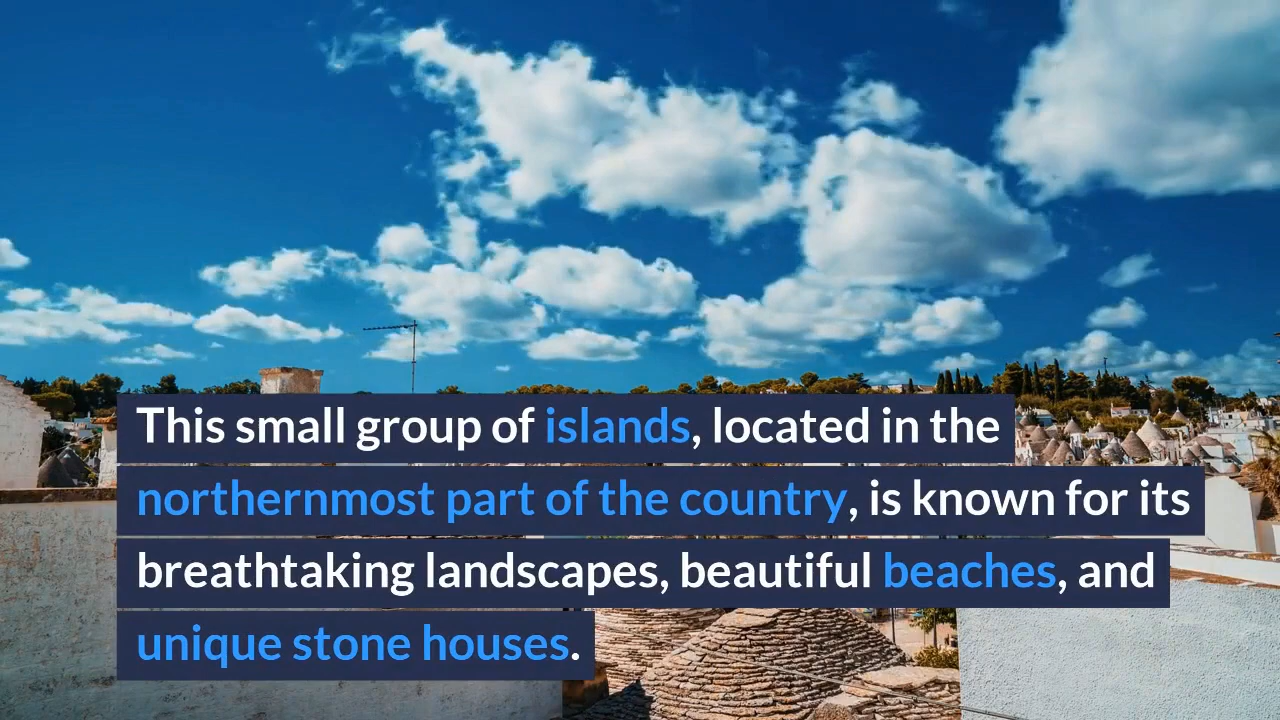 This small group of islands, located in the
northernmost part of the country, is known for its
breathtaking landscapes, beautiful beaches, and
unique stone houses.